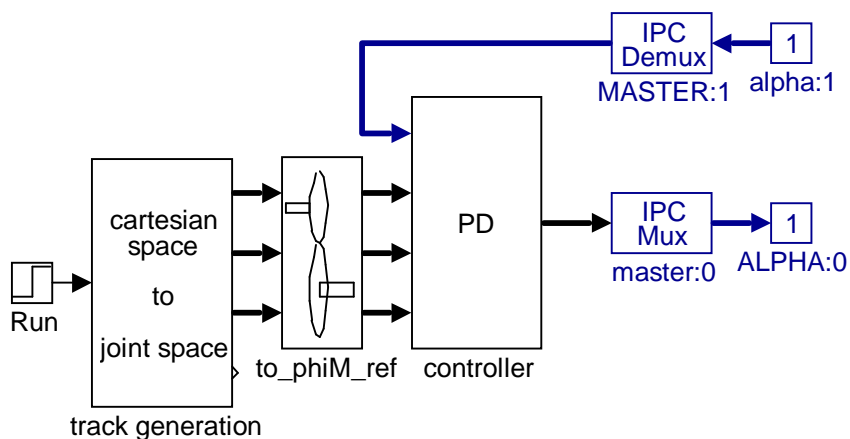 IPC
Demux
MASTER:1
1
alpha:1
cartesian
space
to
joint space
track generation
Run
to_phiM_ref
PD
controller
IPC
Mux
master:0
1
ALPHA:0